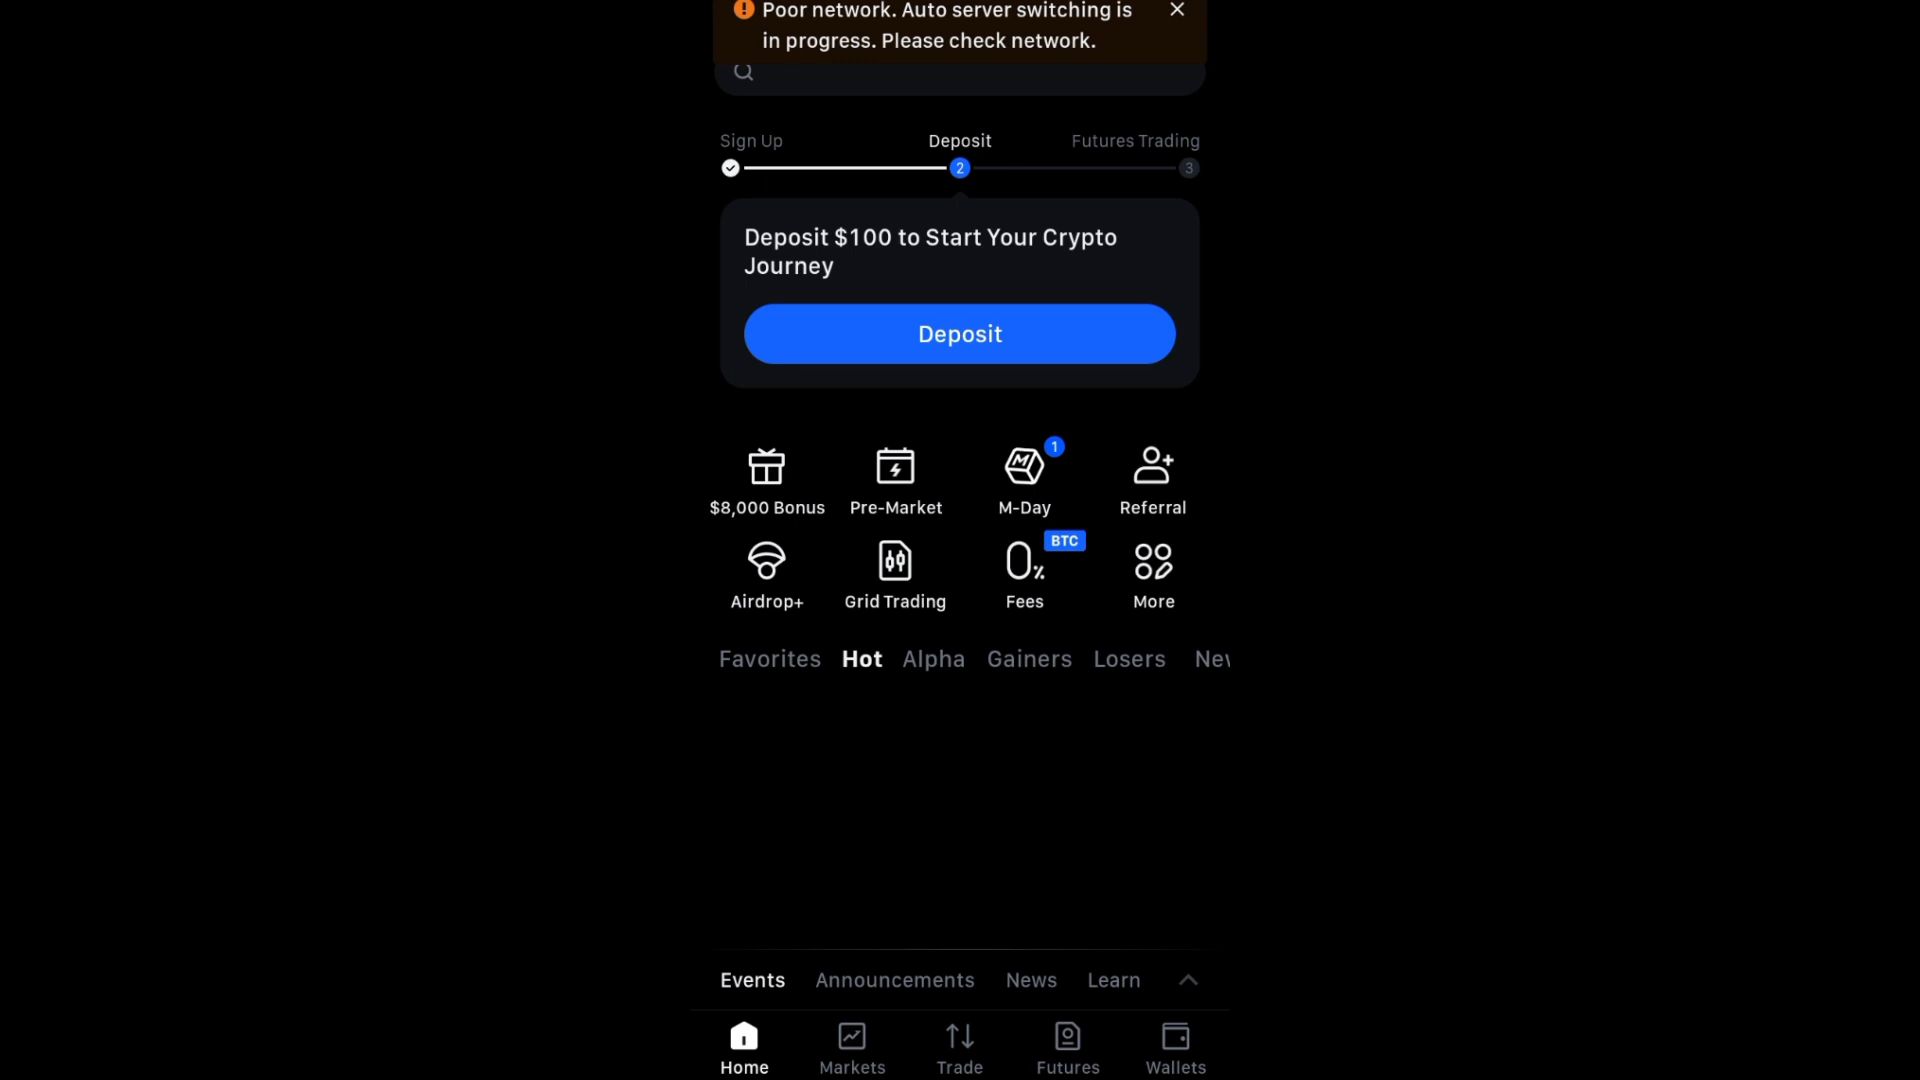 Poor network. Auto server switching is
in progress. Please check network.
Sign Up Deposit Futures Trading
2 3
Deposit $100 to Start Your Crypto
Journey
Deposit
1
$8,000 Bonus Pre-Market M-Day Referral
BTC
Airdrop+ Grid Trading Fees More
Favorites Hot Alpha Gainers Losers
Events Announcements News Learn
Home Markets Trade Futures Wallets